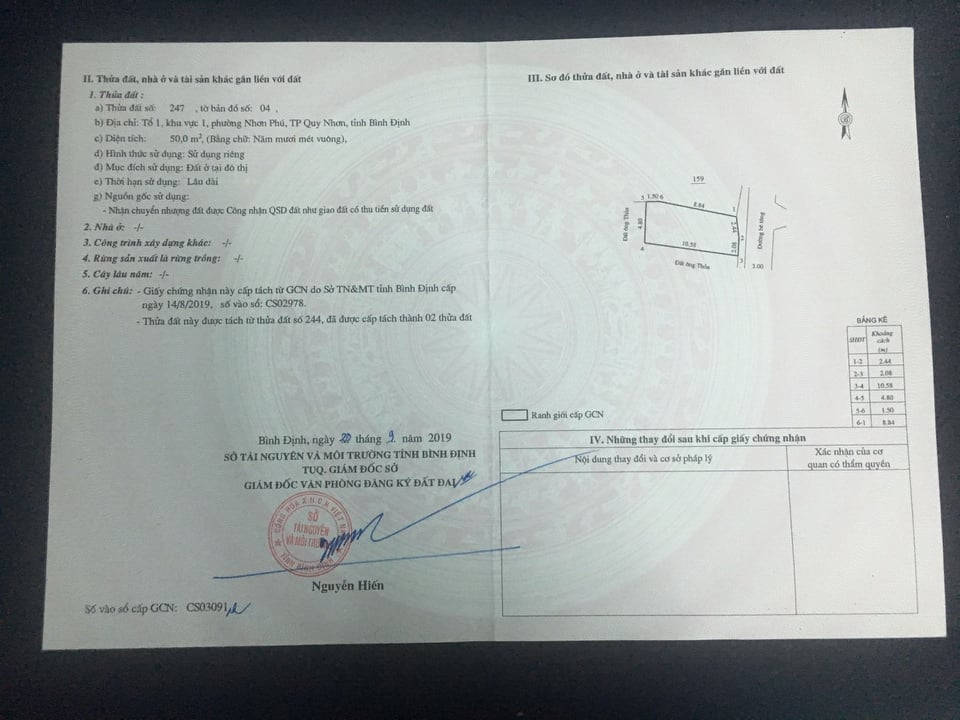 II. Thửa đất, nhà ở và tài sản khác gắn liền với đất
1. Thửa đất :
a) Thửa đất số: 247 , tờ bản đồ số: 04 ,
b) Địa chỉ: Tổ 1, khu vực 1, phường Nhơn Phú, TP Quy Nhơn, tỉnh Bình Định
c) Diện tích: 50,0 m², (Bằng chữ: Năm mươi mét vuông),
d) Hình thức sử dụng: Sử dụng riêng
đ) Mục đích sử dụng: Đất ở tại đô thị
e) Thời hạn sử dụng: Lâu dài
g) Nguồn gốc sử dụng:
- Nhận chuyển nhượng đất được Công nhận QSD đất như giao đất có thu tiền sử dụng đất
2. Nhà ở: -/-
3. Công trình xây dựng khác: -/-
4. Rừng sản xuất là rừng trồng: -/-
5. Cây lâu năm: -/-
6. Ghi chú: - Giấy chứng nhận này cấp tách từ GCN do Sở TN&MT tỉnh Bình Định cấp
ngày 14/8/2019, số vào sổ: CS02978.
- Thửa đất này được tách từ thửa đất số 244, đã được cấp tách thành 02 thửa đất
Bình Định, ngày 20 tháng 9 năm 2019
SỞ TÀI NGUYÊN VÀ MÔI TRƯỜNG TỈNH BÌNH ĐỊNH
TUQ. GIÁM ĐỐC SỞ
GIÁM ĐỐC VĂN PHÒNG ĐĂNG KÝ ĐẤT ĐAI
SỞ
TÀI NGUYÊN
VÀ MÔI TRƯỜNG
TỈNH BÌNH ĐỊNH
Nguyễn Hiến
Số vào sổ cấp GCN: CS03091
III. Sơ đồ thửa đất, nhà ở và tài sản khác gắn liền với đất
159
5 1.50 6
8.84
1
2.44
2
2.08
3
4.80
4
10.58
Đất ông Thôn
Đất ông Thôn
Đường bê tông
3.00
BẢNG KÊ
SHĐT Khoảng cách (m)
1-2 2.44
2-3 2.08
3-4 10.58
4-5 4.80
5-6 1.50
6-1 8.84
Ranh giới cấp GCN
IV. Những thay đổi sau khi cấp giấy chứng nhận
Nội dung thay đổi và cơ sở pháp lý
Xác nhận của cơ
quan có thẩm quyền